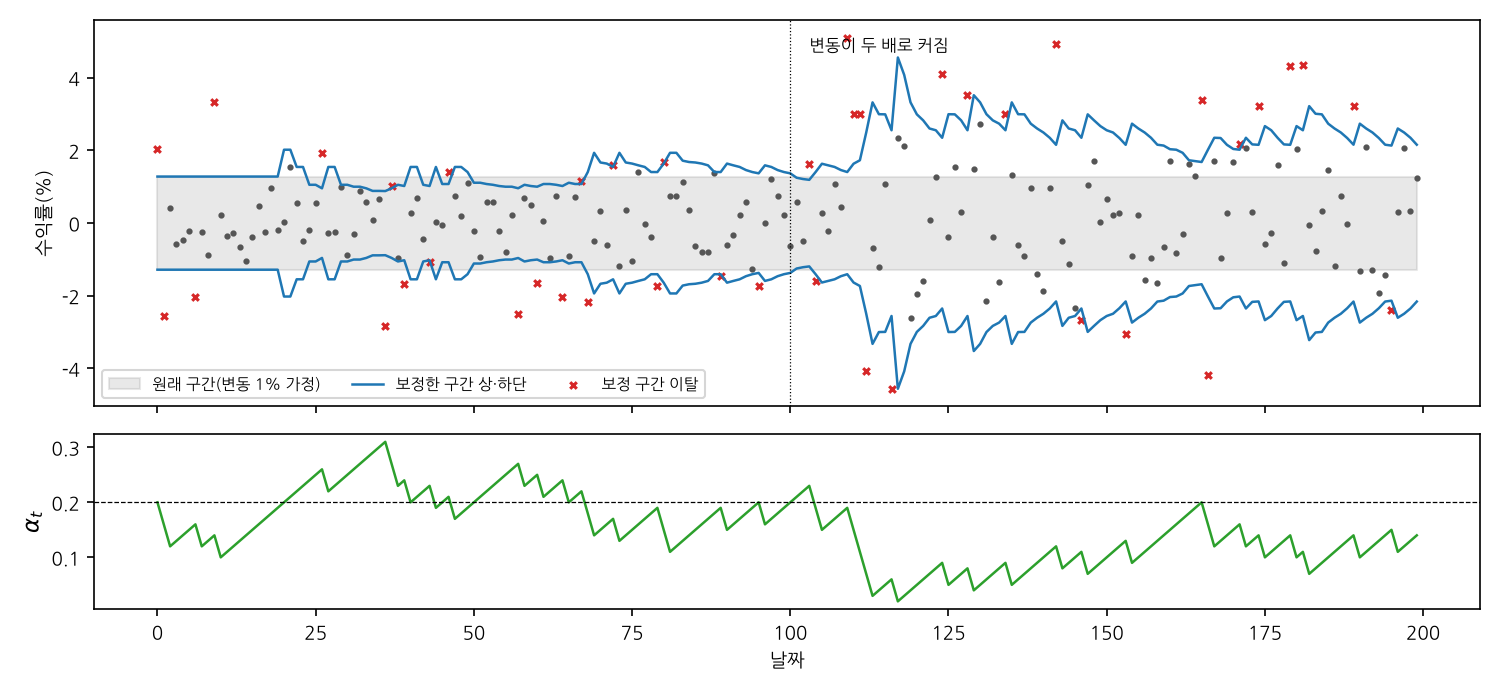 변동이 두 배로 커짐
수익률(%)
4
2
0
-2
-4
원래 구간(변동 1% 가정)
보정한 구간 상·하단
보정 구간 이탈
0.3
0.2
0.1
α_t
0 25 50 75 100 125 150 175 200
날짜